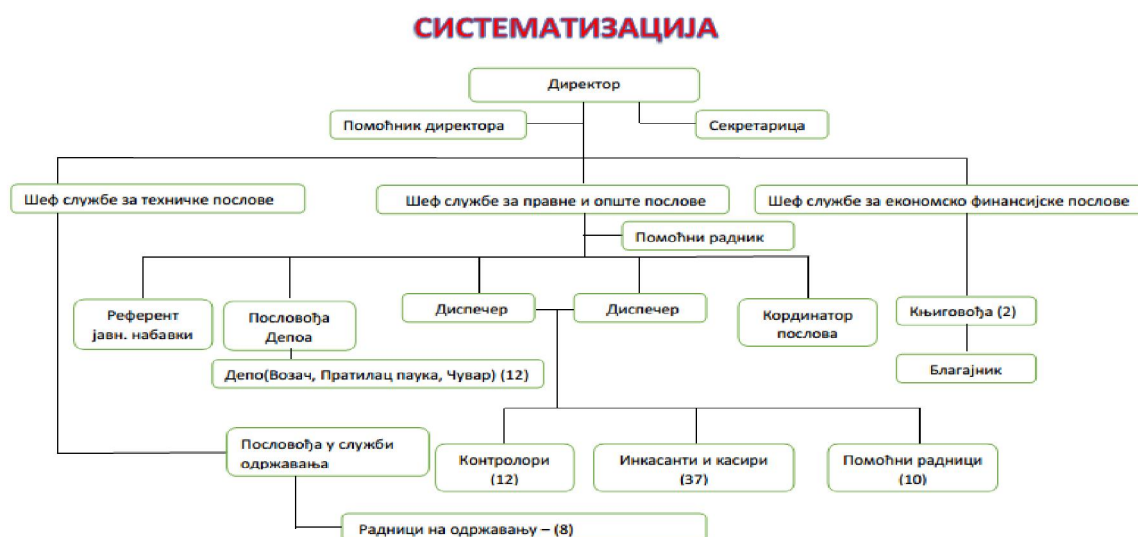 СИСТЕМАТИЗАЦИЈА
Директор
Помоћник директора
Секретарица
Шеф службе за техничке послове
Шеф службе за правне и опште послове
Шеф службе за економско финансијске послове
Помоћни радник
Референт
јавн. набавки
Пословођа
Депоа
Диспечер
Диспечер
Кординатор
послова
Књиговођа (2)
Депо(Возач, Пратилац паука, Чувар) (12)
Благајник
Пословођа у служби
одржавања
Контролори
(12)
Инкасанти и касири
(37)
Помоћни радници
(10)
Радници на одржавању – (8)